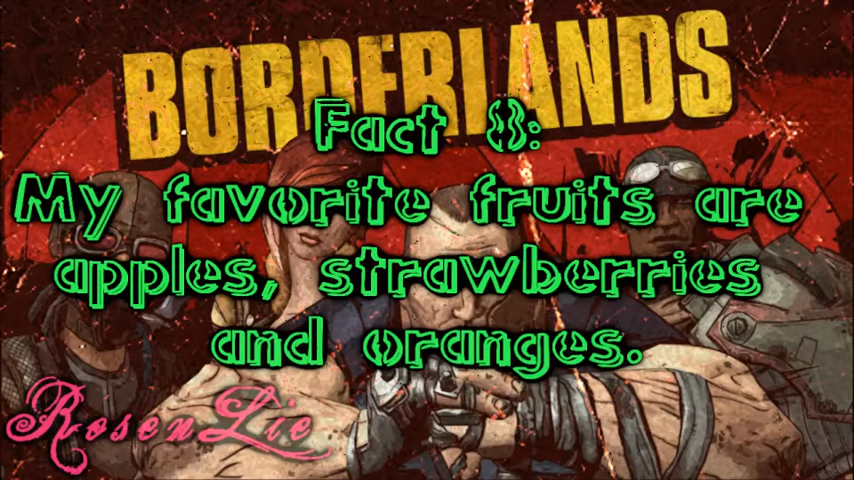 BORDERLANDS
Fact 8:
My favorite fruits are
apples, strawberries
and oranges.
RosenLie